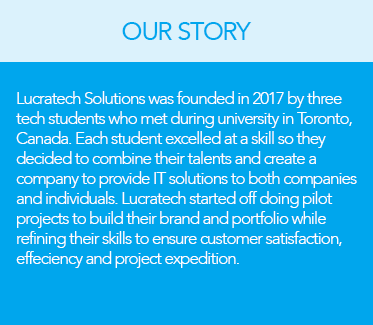 OUR STORY
Lucratech Solutions was founded in 2017 by three
tech students who met during university in Toronto,
Canada. Each student excelled at a skill so they
decided to combine their talents and create a
company to provide IT solutions to both companies
and individuals. Lucratech started off doing pilot
projects to build their brand and portfolio while
refining their skills to ensure customer satisfaction,
effeciency and project expedition.